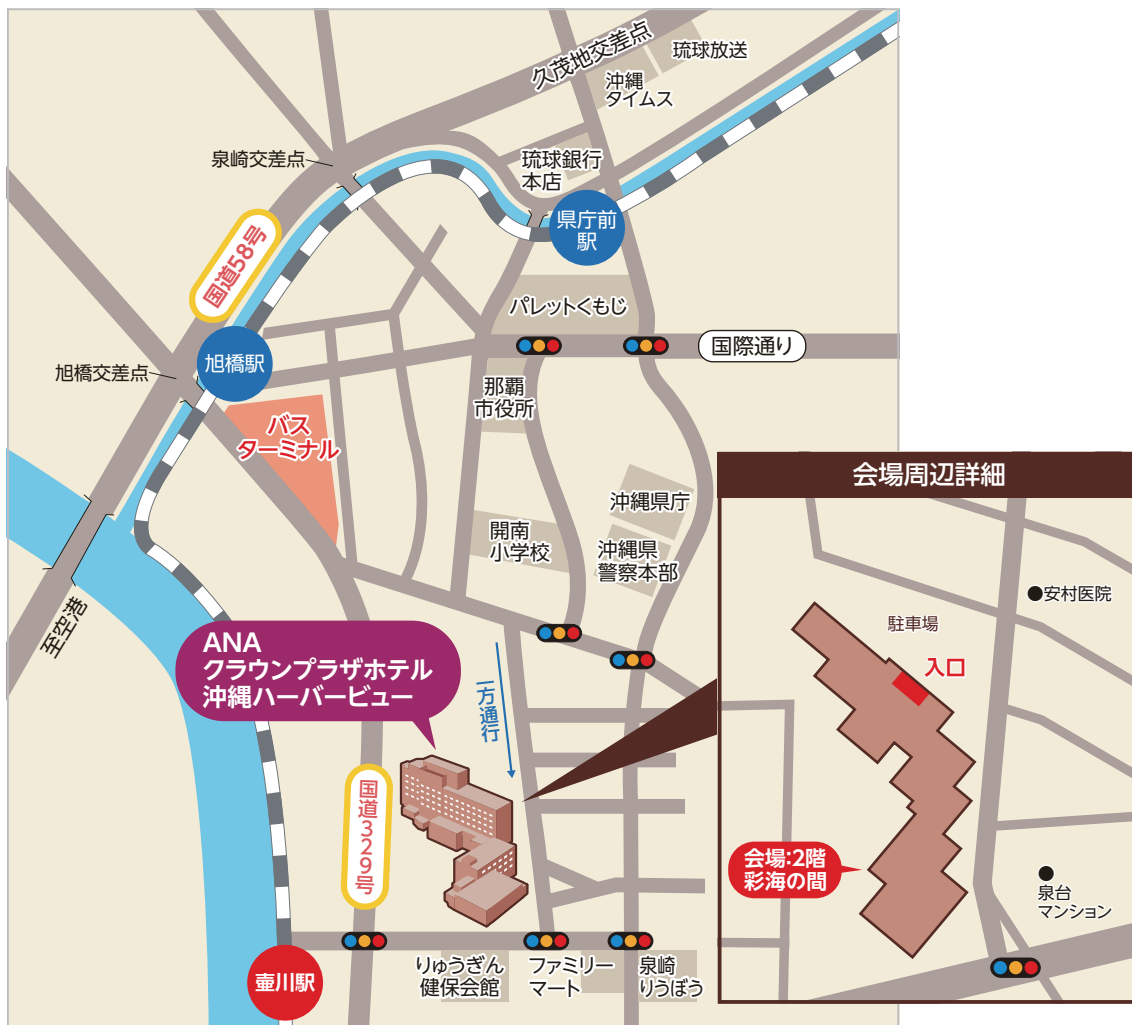 久茂地交差点
琉球放送
沖縄
タイムス
泉崎交差点
琉球銀行
本店
県庁前
駅
国道58号
パレットくもじ
国際通り
旭橋駅
旭橋交差点
那覇
市役所
バス
ターミナル
会場周辺詳細
沖縄県庁
開南
小学校
沖縄県
警察本部
安村医院
至空港
駐車場
ANA
クラウンプラザホテル
沖縄ハーバービュー
入口
一方通行
国道329号
会場:2階
彩海の間
泉台
マンション
りゅうぎん
健保会館
ファミリー
マート
泉崎
りうぼう
壷川駅